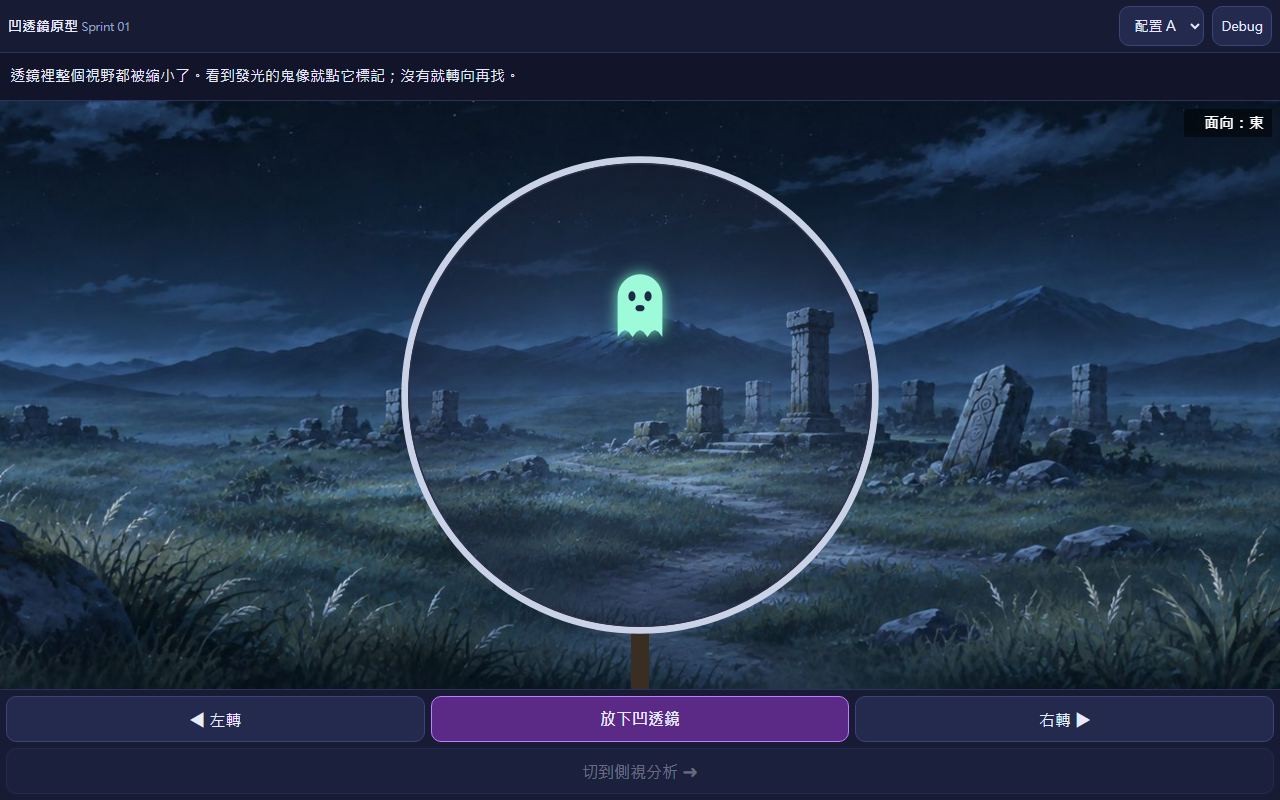 凹透鏡原型 Sprint 01
配置 A
Debug
透鏡裡整個視野都被縮小了。看到發光的鬼像就點它標記；沒有就轉向再找。
面向：東
◀ 左轉
放下凹透鏡
右轉 ▶
切到側視分析 ➔